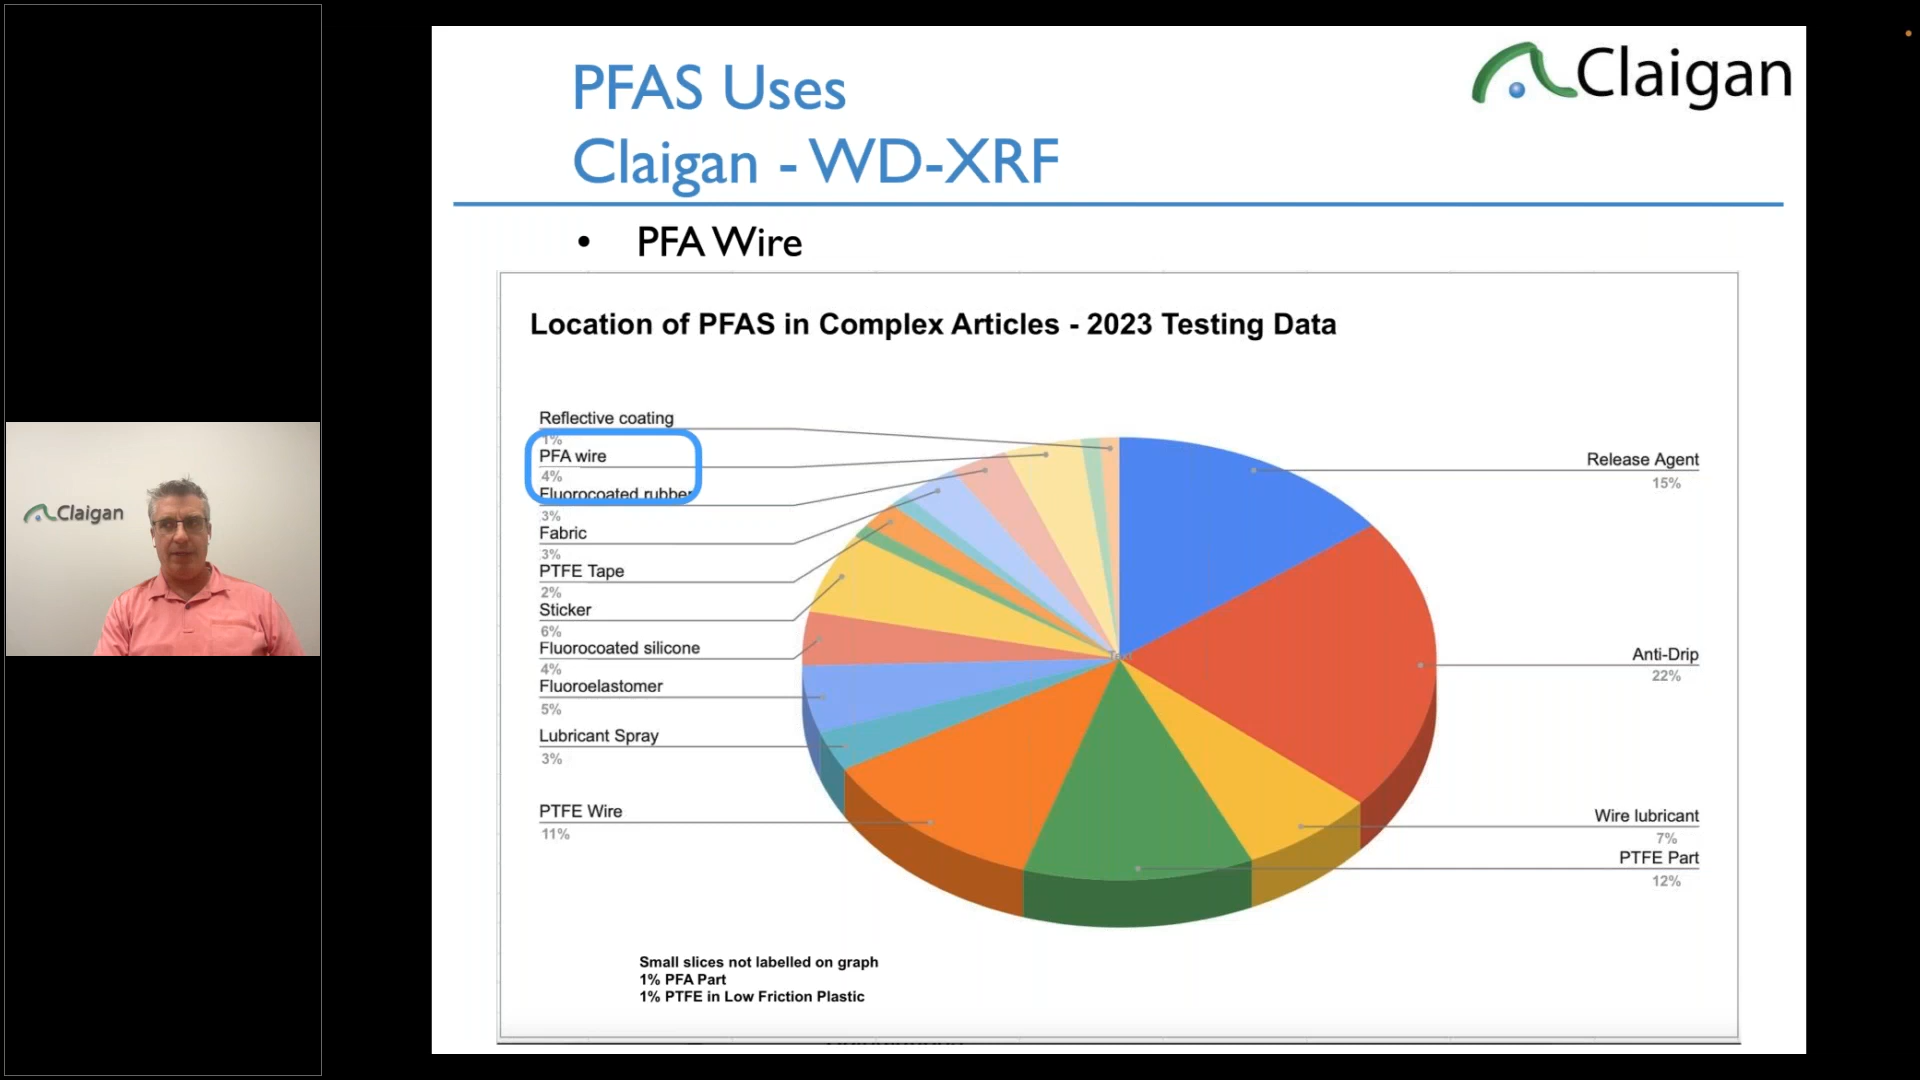 PFAS Uses
Claigan - WD-XRF
Claigan
• PFA Wire
Location of PFAS in Complex Articles - 2023 Testing Data
Reflective coating
1%
PFA wire
4%
Fluorocoated rubber
3%
Fabric
3%
PTFE Tape
2%
Sticker
6%
Fluorocoated silicone
4%
Fluoroelastomer
5%
Lubricant Spray
3%
PTFE Wire
11%
Release Agent
15%
Anti-Drip
22%
Wire lubricant
7%
PTFE Part
12%
Text
Small slices not labelled on graph
1% PFA Part
1% PTFE in Low Friction Plastic
Claigan